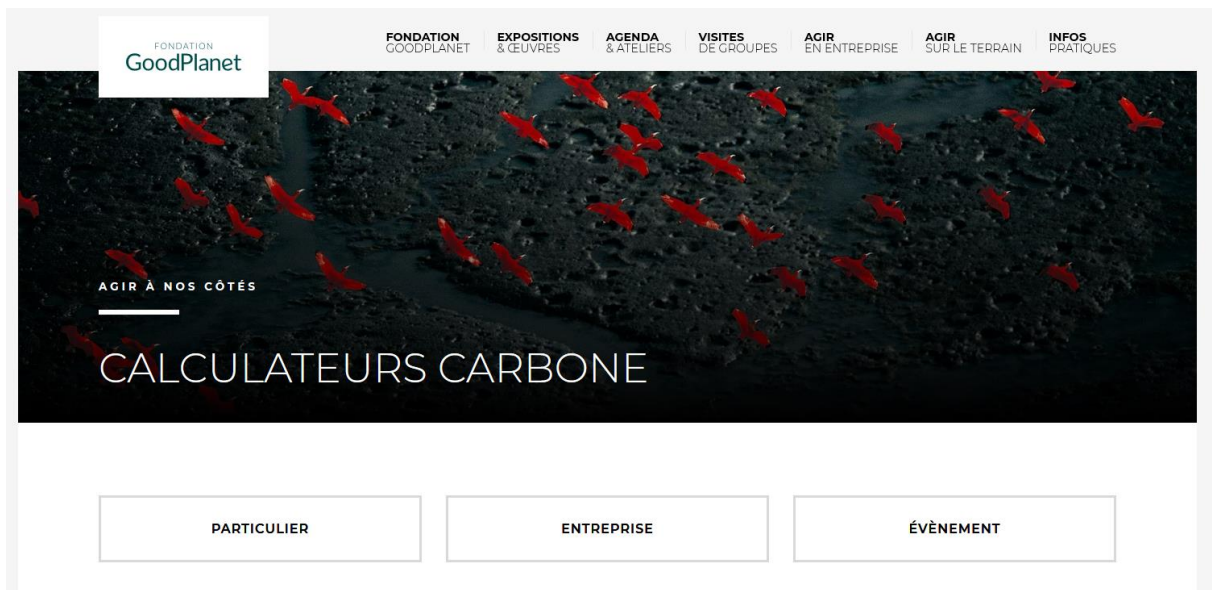 FONDATION
GoodPlanet
FONDATION
GOODPLANET
EXPOSITIONS
& ŒUVRES
AGENDA
& ATELIERS
VISITES
DE GROUPES
AGIR
EN ENTREPRISE
AGIR
SUR LE TERRAIN
INFOS
PRATIQUES
AGIR À NOS CÔTÉS
CALCULATEURS CARBONE
PARTICULIER
ENTREPRISE
ÉVÈNEMENT